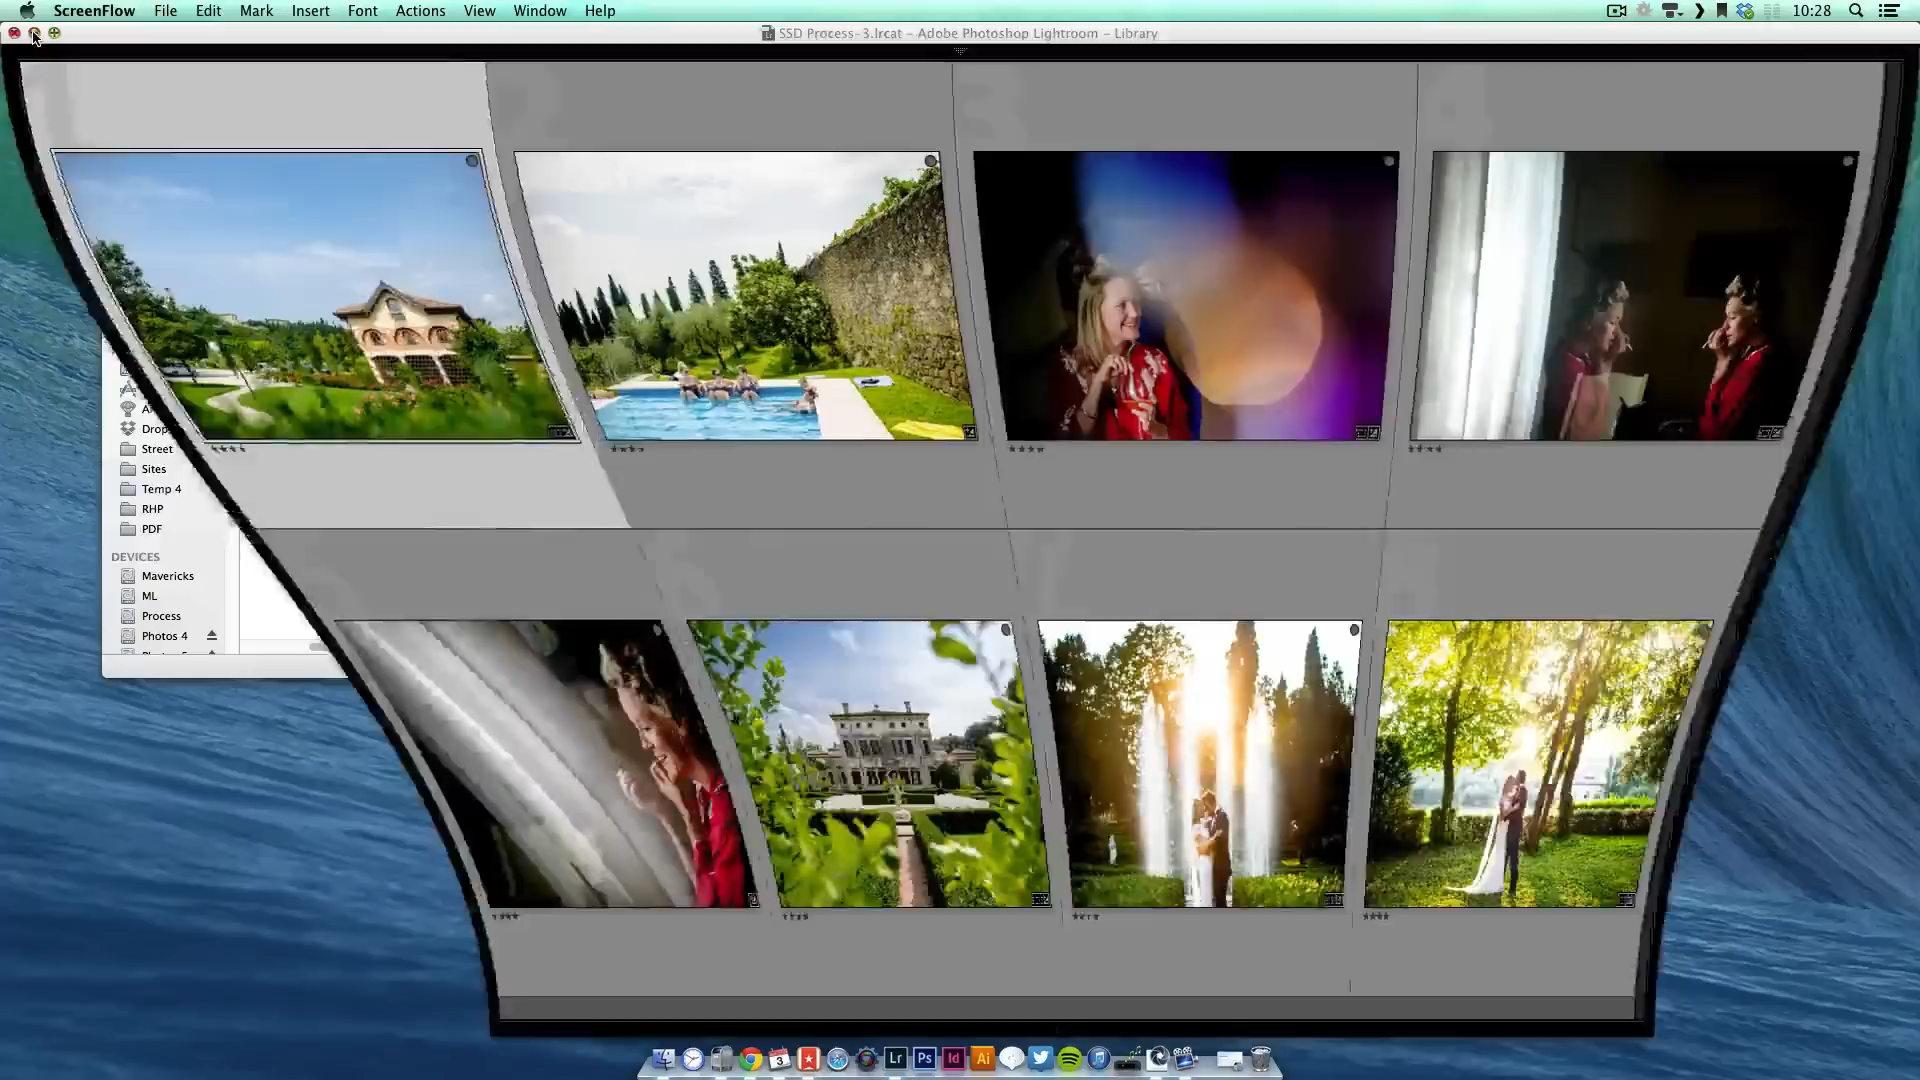 ScreenFlow File Edit Mark Insert Font Actions View Window Help 10:28
SSD Process-3.lrcat – Adobe Photoshop Lightroom – Library
Street
Sites
Temp 4
RHP
PDF
DEVICES
Mavericks
ML
Process
Photos 4
3 Lr Ps Id Ai